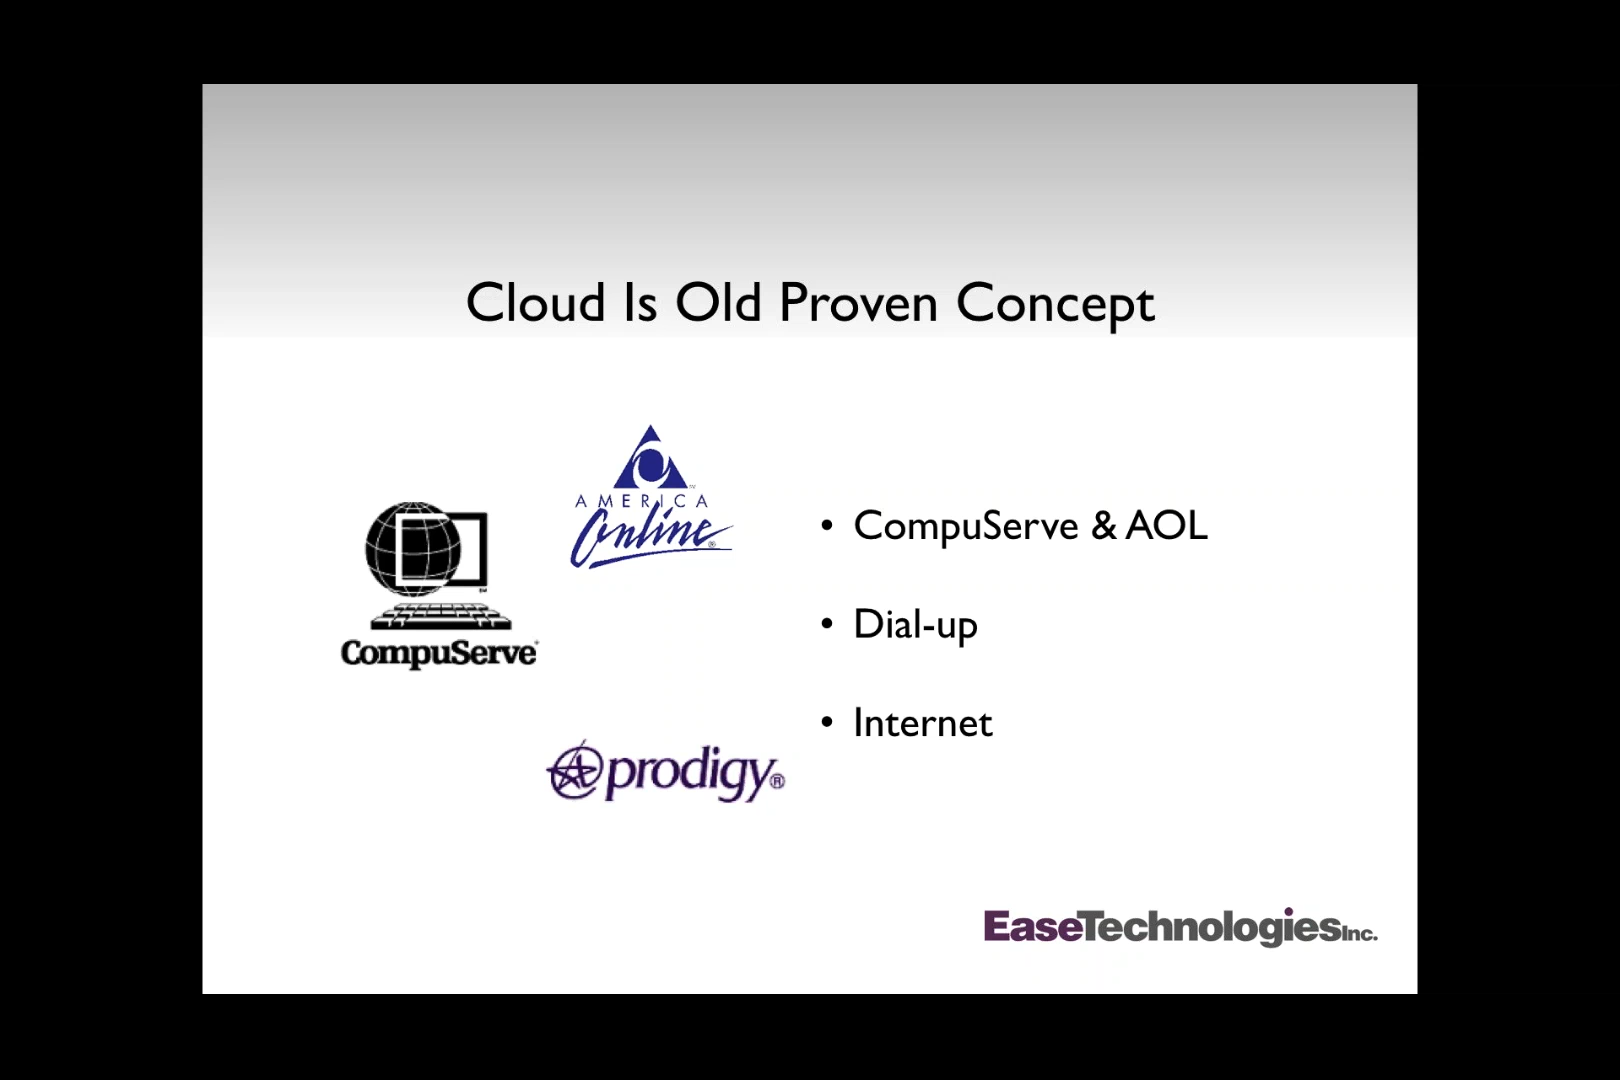 Cloud Is Old Proven Concept
AMERICA
Online®
CompuServe
prodigy®
• CompuServe & AOL
• Dial-up
• Internet
EaseTechnologiesInc.